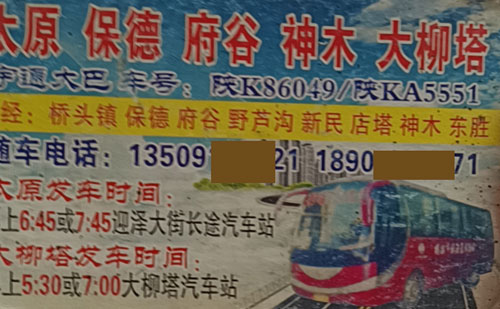 太原 保德 府谷 神木 大柳塔
宇通大巴 车号：陕K86049/陕KA5551
经：桥头镇 保德 府谷 野芦沟 新民 店塔 神木 东胜
随车电话：13509 21 1890 71
太原发车时间：
上6:45或7:45迎泽大街长途汽车站
大柳塔发车时间：
上5:30或7:00大柳塔汽车站